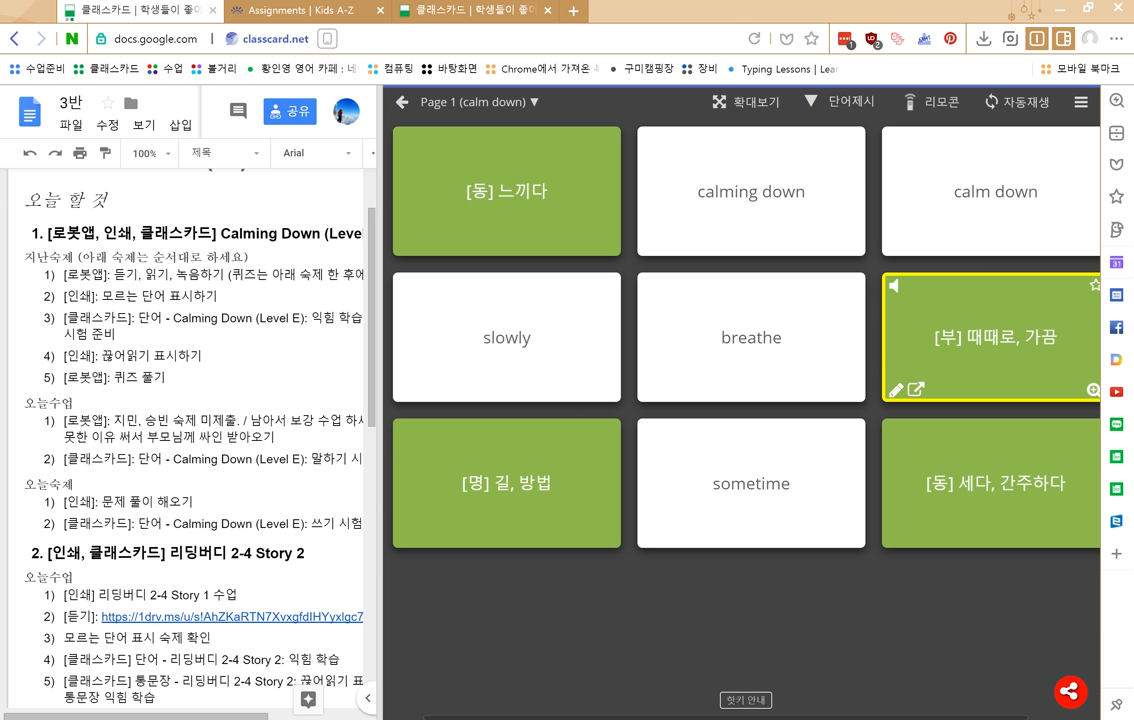 클래스카드 | 학생들이 좋아
Assignments | Kids A-Z
클래스카드 | 학생들이 좋아
docs.google.com
classcard.net
수업준비
클래스카드
수업
볼거리
황인영 영어 카페 : 네
컴퓨팅
바탕화면
Chrome에서 가져온
구미캠핑장
장비
Typing Lessons | Lear
모바일 북마크
3반
파일 수정 보기 삽입
공유
100%
제목
Arial
오늘 할 것
1. [로봇앱, 인쇄, 클래스카드] Calming Down (Leve
지난숙제 (아래 숙제는 순서대로 하세요)
1) [로봇앱]: 듣기, 읽기, 녹음하기 (퀴즈는 아래 숙제 한 후에
2) [인쇄]: 모르는 단어 표시하기
3) [클래스카드]: 단어 - Calming Down (Level E): 익힘 학습
시험 준비
4) [인쇄]: 끊어읽기 표시하기
5) [로봇앱]: 퀴즈 풀기
오늘수업
1) [로봇앱]: 지민, 승빈 숙제 미제출. / 남아서 보강 수업 하
못한 이유 써서 부모님께 싸인 받아오기
2) [클래스카드]: 단어 - Calming Down (Level E): 말하기 시
오늘숙제
1) [인쇄]: 문제 풀이 해오기
2) [클래스카드]: 단어 - Calming Down (Level E): 쓰기 시험
2. [인쇄, 클래스카드] 리딩버디 2-4 Story 2
오늘수업
1) [인쇄] 리딩버디 2-4 Story 1 수업
2) [듣기]: https://1drv.ms/u/s!AhZKaRTN7XvxgfdIHYyxlgc7
3) 모르는 단어 표시 숙제 확인
4) [클래스카드] 단어 - 리딩버디 2-4 Story 2: 익힘 학습
5) [클래스카드] 통문장 - 리딩버디 2-4 Story 2: 끊어읽기 표
통문장 익힘 학습
Page 1 (calm down) ▼
확대보기
단어제시
리모콘
자동재생
[동] 느끼다
calming down
calm down
slowly
breathe
[부] 때때로, 가끔
[명] 길, 방법
sometime
[동] 세다, 간주하다
핫키 안내